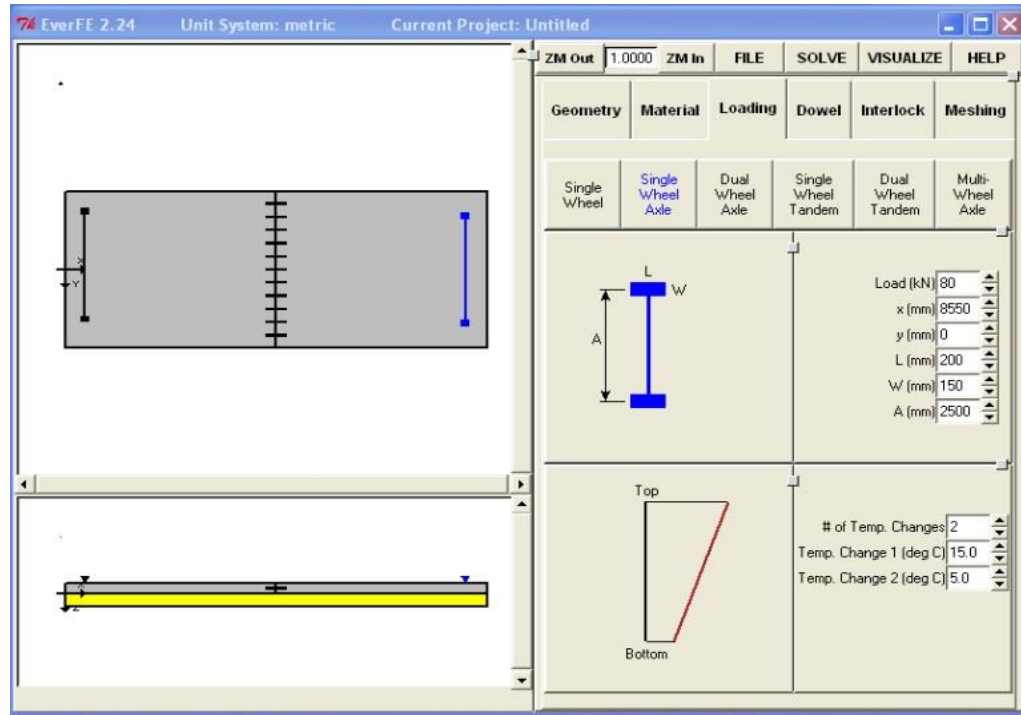 7% EverFE 2.24 Unit System: metric Current Project: Untitled
ZM Out 1.0000 ZM In FILE SOLVE VISUALIZE HELP
Geometry Material Loading Dowel Interlock Meshing
Single Wheel
Single Wheel Axle
Dual Wheel Axle
Single Wheel Tandem
Dual Wheel Tandem
Multi-Wheel Axle
X
Y
L
W
A
Load (kN) 80
x (mm) 8550
y (mm) 0
L (mm) 200
W (mm) 150
A (mm) 2500
X
Z
Top
Bottom
# of Temp. Changes 2
Temp. Change 1 (deg C) 15.0
Temp. Change 2 (deg C) 5.0